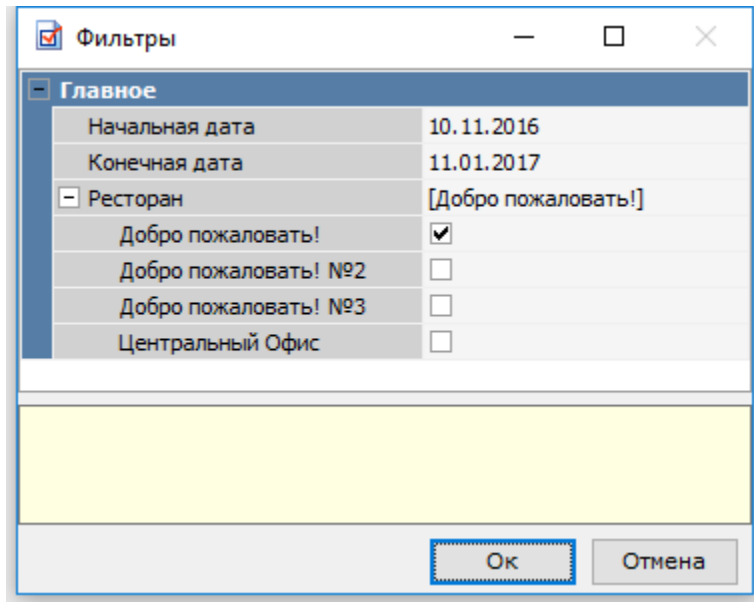 Фильтры
Главное
Начальная дата 10.11.2016
Конечная дата 11.01.2017
Ресторан [Добро пожаловать!]
Добро пожаловать!
Добро пожаловать! №2
Добро пожаловать! №3
Центральный Офис
Ок Отмена